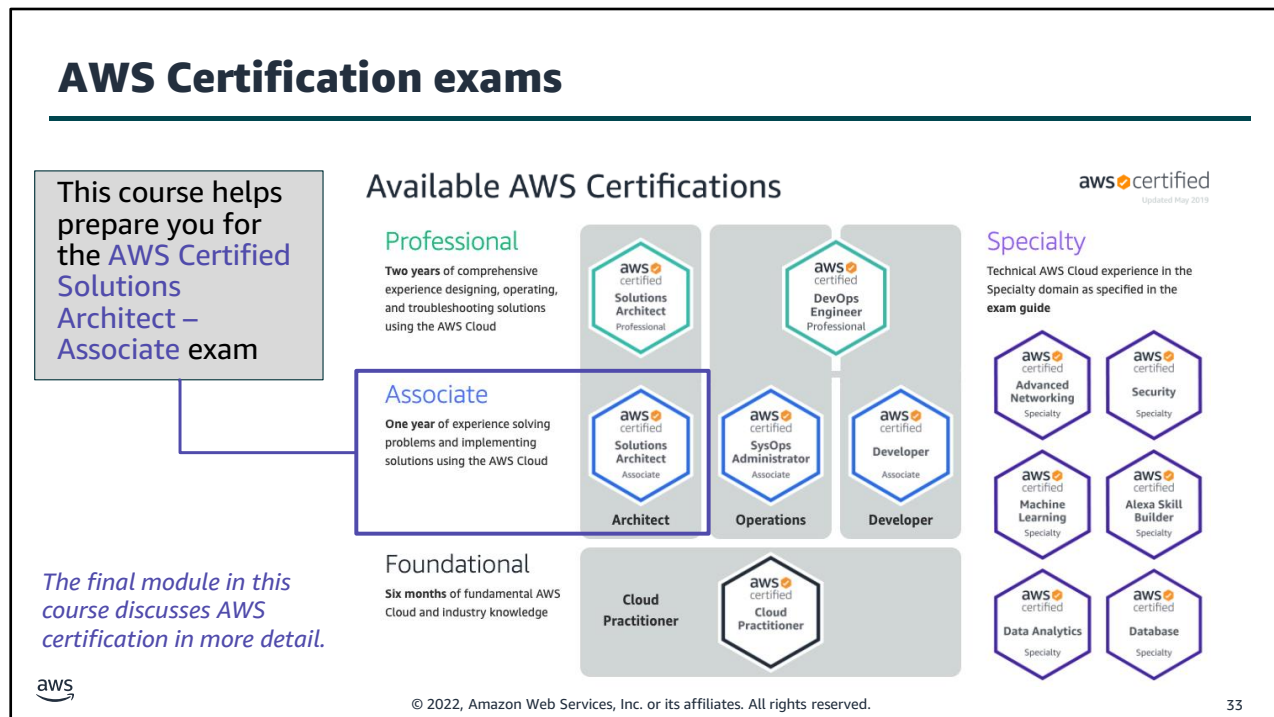 AWS Certification exams
This course helps
prepare you for
the AWS Certified
Solutions
Architect –
Associate exam
The final module in this
course discusses AWS
certification in more detail.
Available AWS Certifications
aws certified
Updated May 2019
Professional
Two years of comprehensive
experience designing, operating,
and troubleshooting solutions
using the AWS Cloud
aws
certified
Solutions
Architect
Professional
aws
certified
DevOps
Engineer
Professional
Associate
One year of experience solving
problems and implementing
solutions using the AWS Cloud
aws
certified
Solutions
Architect
Associate
aws
certified
SysOps
Administrator
Associate
aws
certified
Developer
Associate
Architect
Operations
Developer
Foundational
Six months of fundamental AWS
Cloud and industry knowledge
Cloud
Practitioner
aws
certified
Cloud
Practitioner
Specialty
Technical AWS Cloud experience in the
Specialty domain as specified in the
exam guide
aws
certified
Advanced
Networking
Specialty
aws
certified
Security
Specialty
aws
certified
Machine
Learning
Specialty
aws
certified
Alexa Skill
Builder
Specialty
aws
certified
Data Analytics
Specialty
aws
certified
Database
Specialty
aws
© 2022, Amazon Web Services, Inc. or its affiliates. All rights reserved.
33